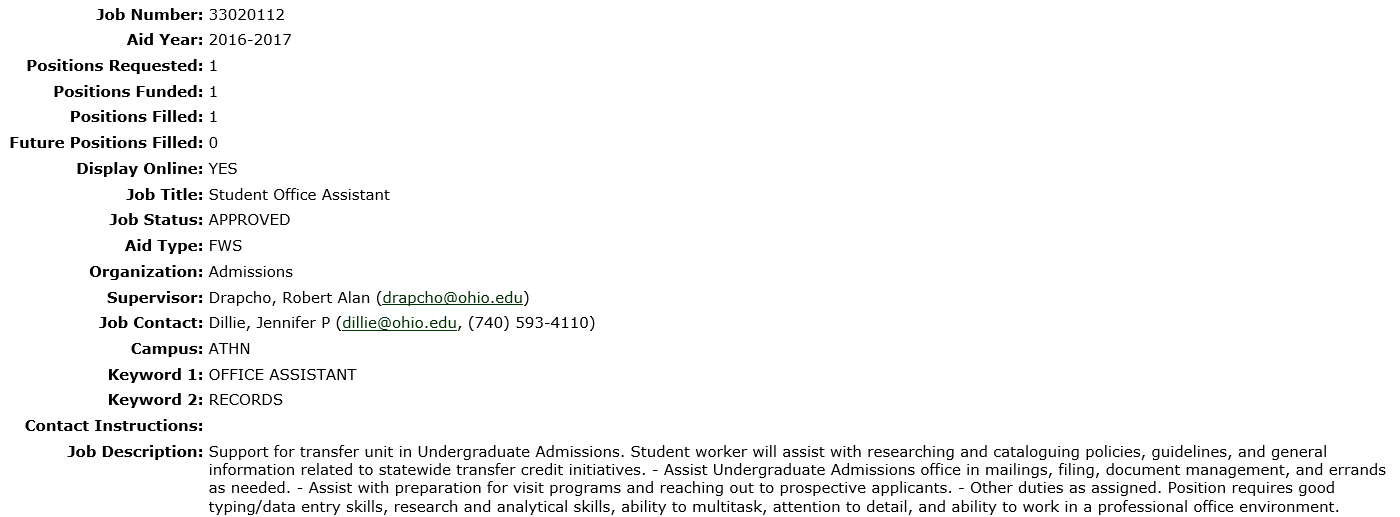 Job Number: 33020112
Aid Year: 2016-2017
Positions Requested: 1
Positions Funded: 1
Positions Filled: 1
Future Positions Filled: 0
Display Online: YES
Job Title: Student Office Assistant
Job Status: APPROVED
Aid Type: FWS
Organization: Admissions
Supervisor: Drapcho, Robert Alan (drapcho@ohio.edu)
Job Contact: Dillie, Jennifer P (dillie@ohio.edu, (740) 593-4110)
Campus: ATHN
Keyword 1: OFFICE ASSISTANT
Keyword 2: RECORDS
Contact Instructions:
Job Description: Support for transfer unit in Undergraduate Admissions. Student worker will assist with researching and cataloguing policies, guidelines, and general
information related to statewide transfer credit initiatives. - Assist Undergraduate Admissions office in mailings, filing, document management, and errands
as needed. - Assist with preparation for visit programs and reaching out to prospective applicants. - Other duties as assigned. Position requires good
typing/data entry skills, research and analytical skills, ability to multitask, attention to detail, and ability to work in a professional office environment.